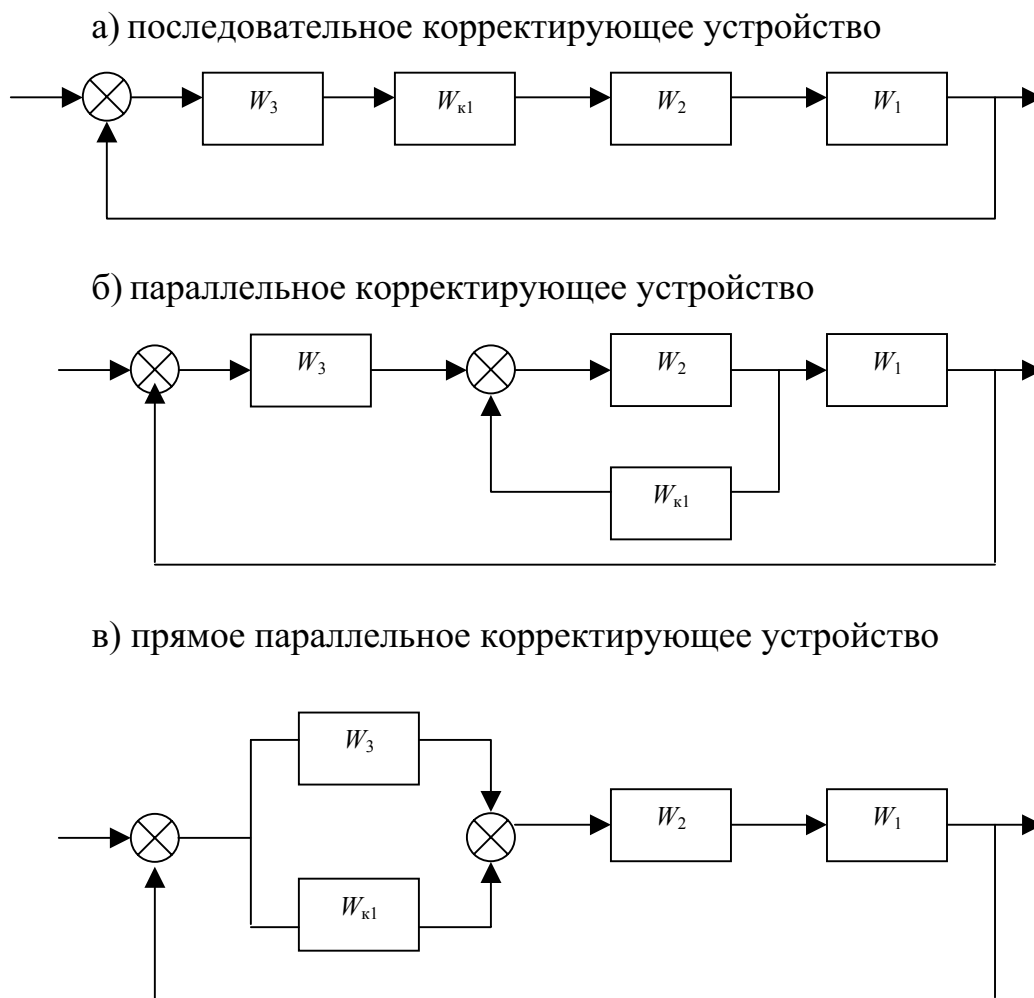 а) последовательное корректирующее устройство
W₃ Wк1 W₂ W₁
б) параллельное корректирующее устройство
W₃ W₂ W₁
Wк1
в) прямое параллельное корректирующее устройство
W₃
W₂ W₁
Wк1